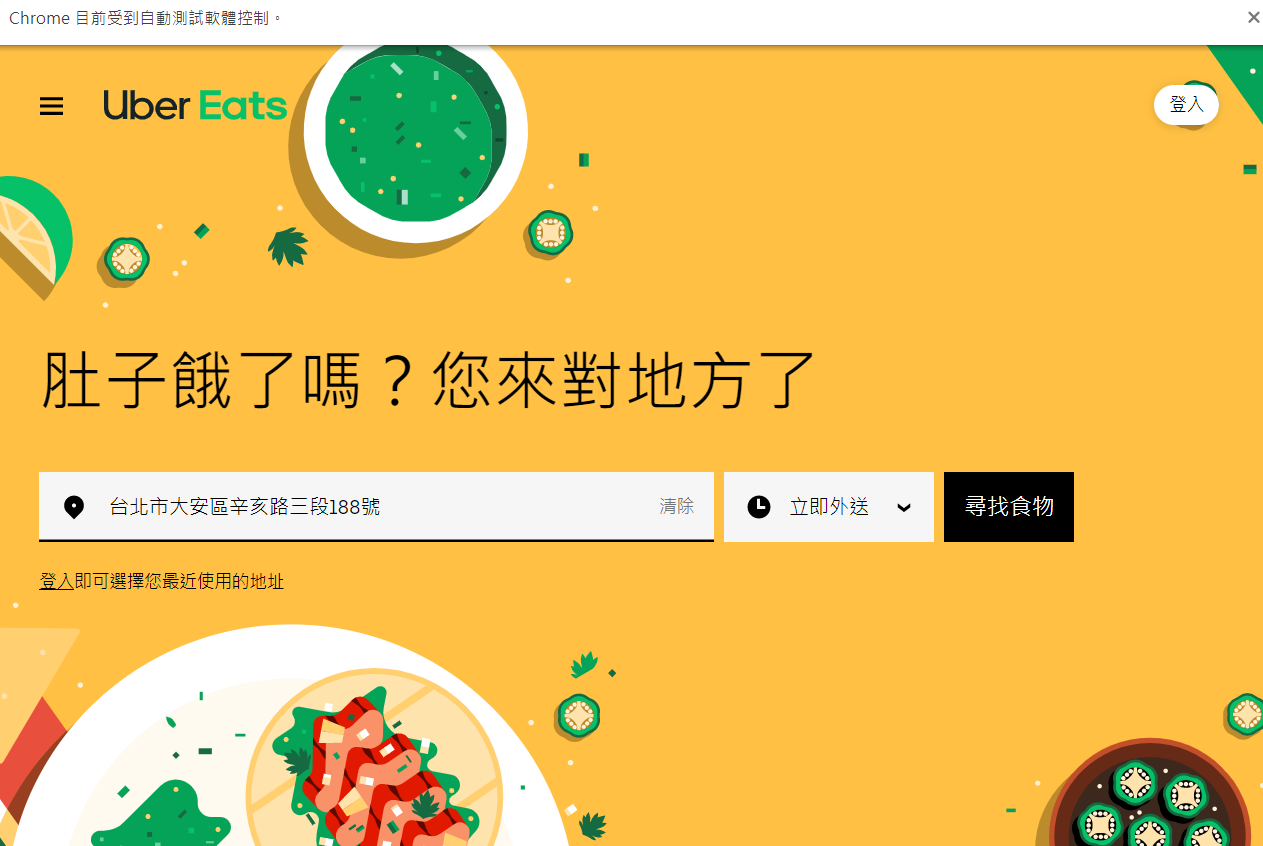 Chrome 目前受到自動測試軟體控制。
Uber Eats
登入
肚子餓了嗎？您來對地方了
台北市大安區辛亥路三段188號 清除
立即外送
尋找食物
登入即可選擇您最近使用的地址